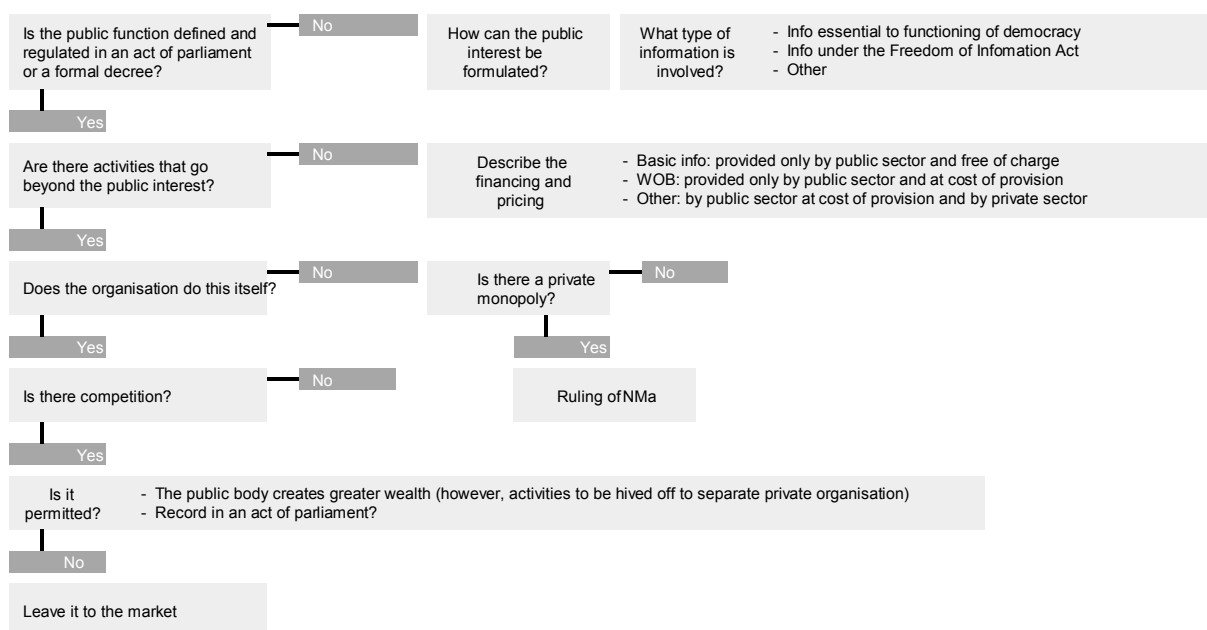 Is the public function defined and
regulated in an act of parliament
or a formal decree?
No
How can the public
interest be
formulated?
What type of
information is
involved?
- Info essential to functioning of democracy
- Info under the Freedom of Infomation Act
- Other
Yes
Are there activities that go
beyond the public interest?
No
Describe the
financing and
pricing
- Basic info: provided only by public sector and free of charge
- WOB: provided only by public sector and at cost of provision
- Other: by public sector at cost of provision and by private sector
Yes
Does the organisation do this itself?
No
Is there a private
monopoly?
No
Yes
Yes
Is there competition?
No
Ruling of NMa
Yes
Is it
permitted?
- The public body creates greater wealth (however, activities to be hived off to separate private organisation)
- Record in an act of parliament?
No
Leave it to the market